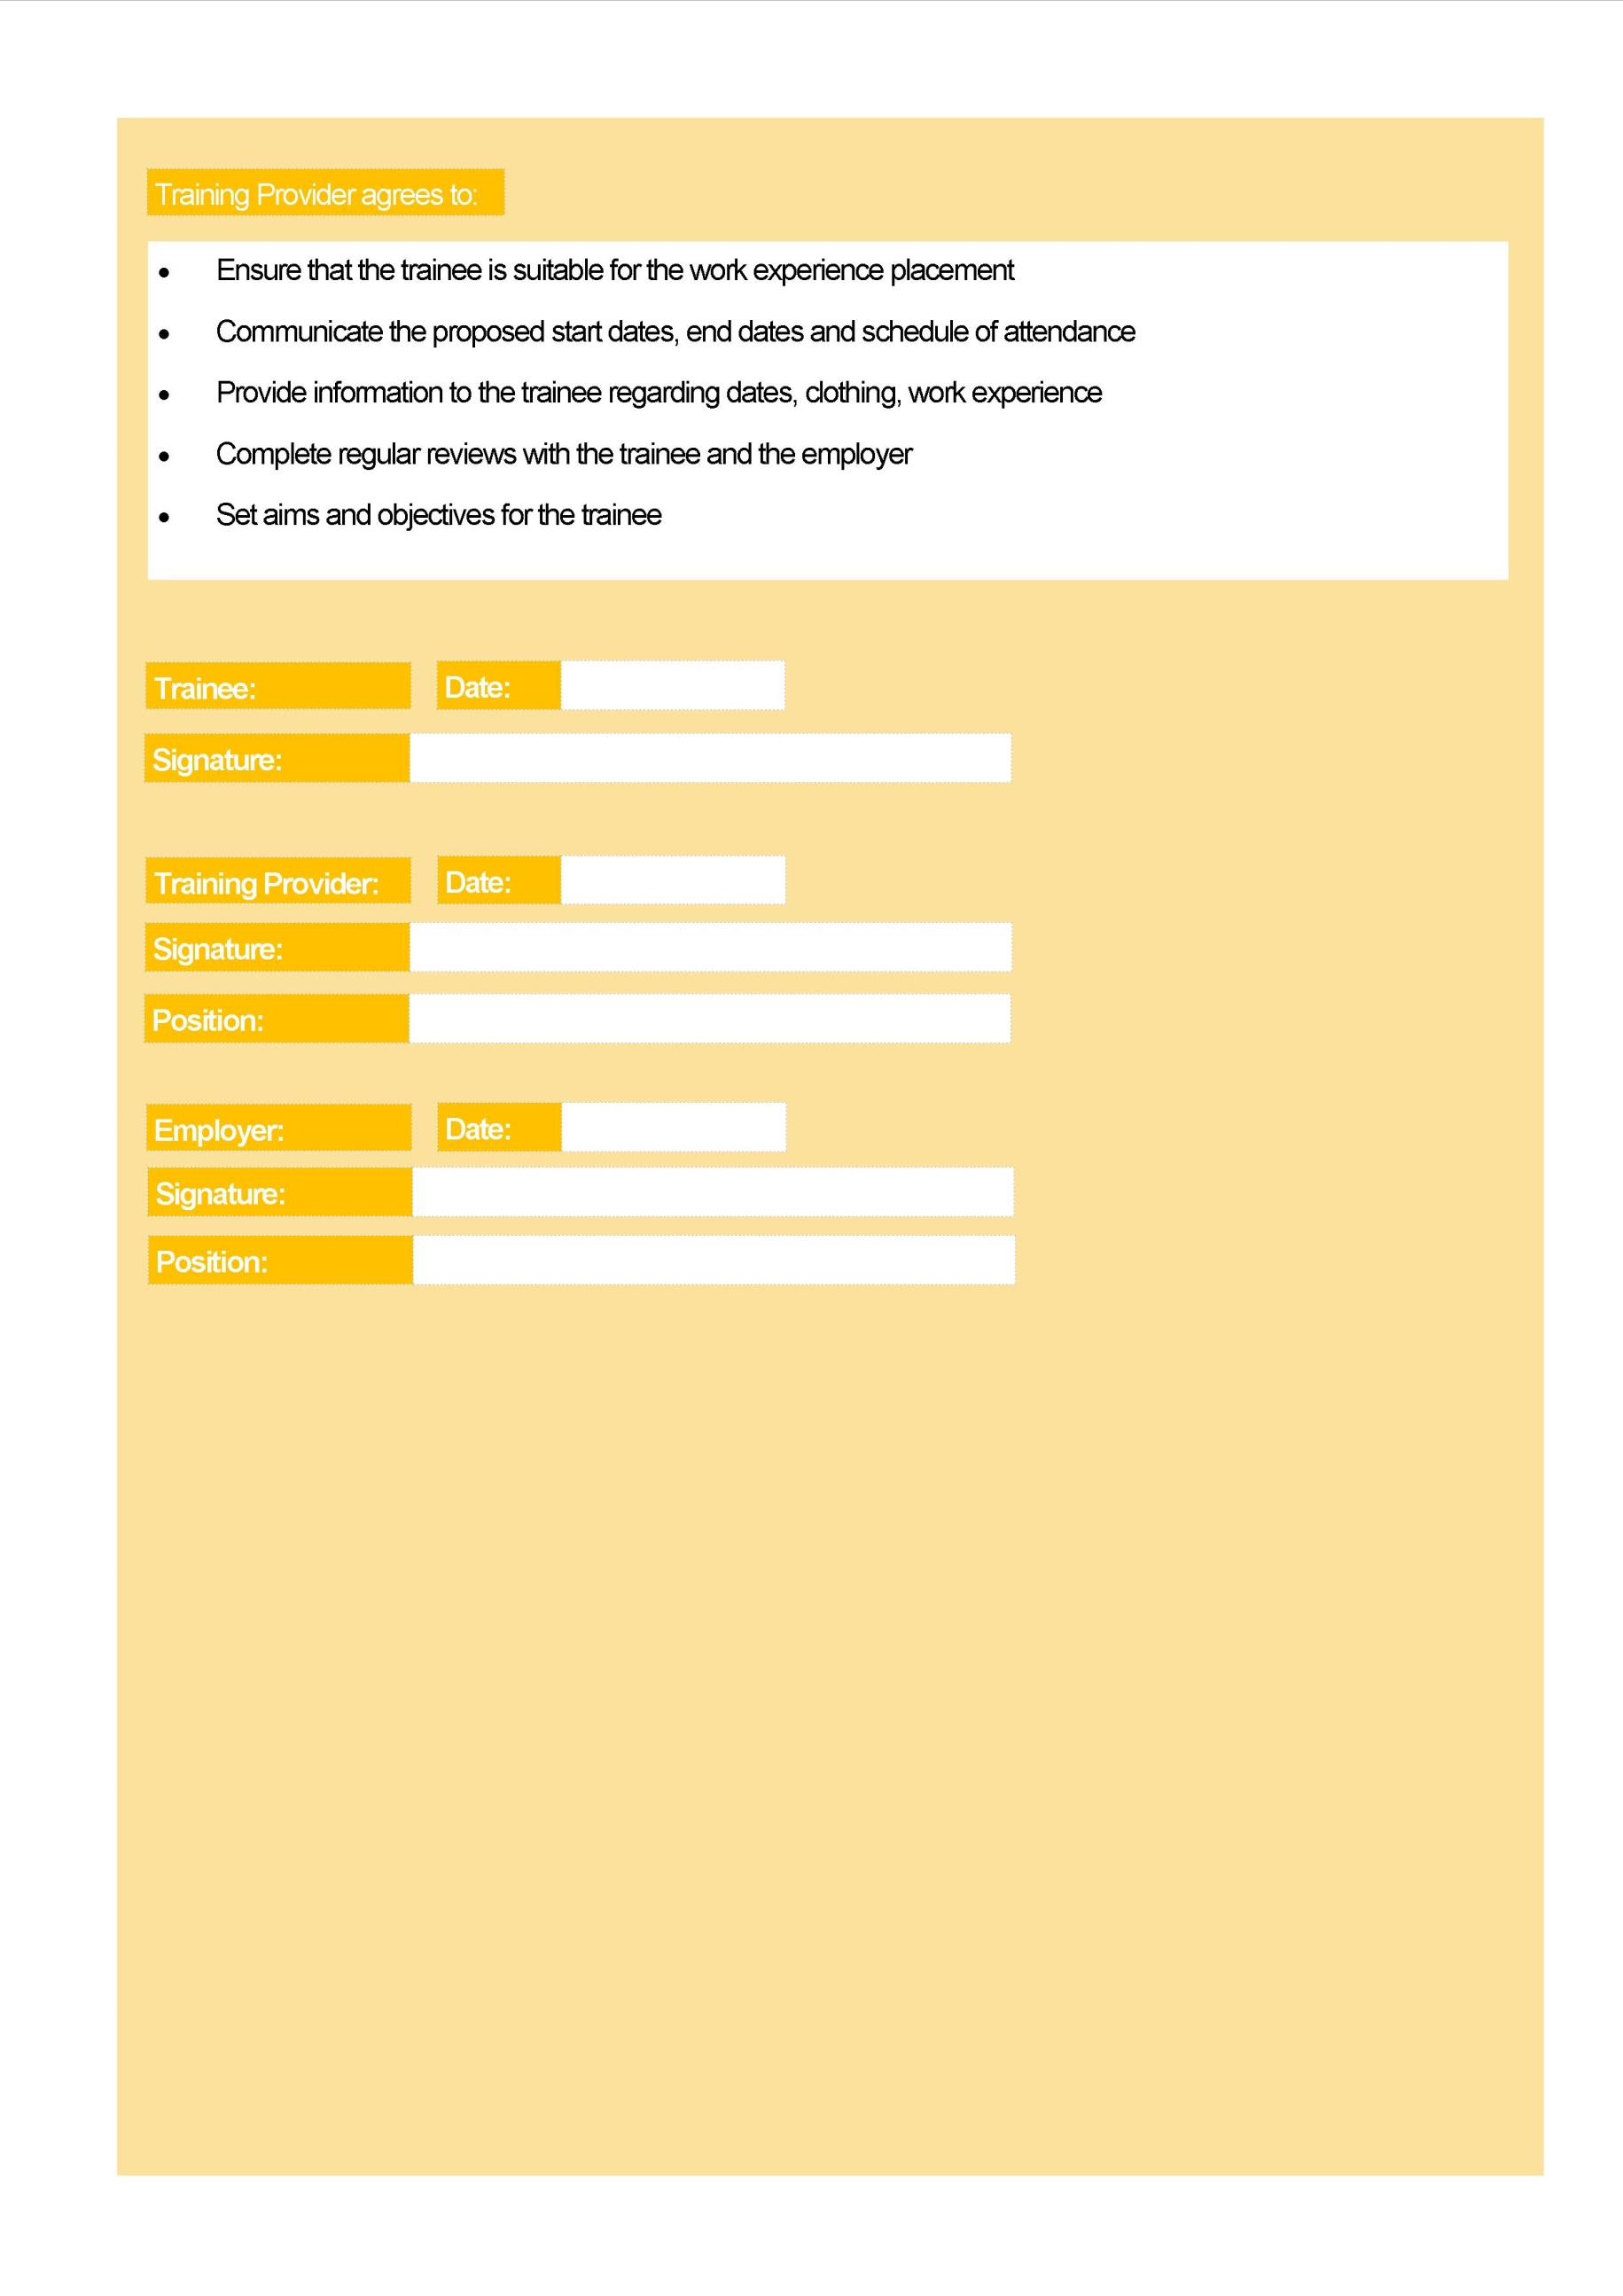 Training Provider agrees to:
• Ensure that the trainee is suitable for the work experience placement
• Communicate the proposed start dates, end dates and schedule of attendance
• Provide information to the trainee regarding dates, clothing, work experience
• Complete regular reviews with the trainee and the employer
• Set aims and objectives for the trainee
Trainee: Date:
Signature:
Training Provider: Date:
Signature:
Position:
Employer: Date:
Signature:
Position: